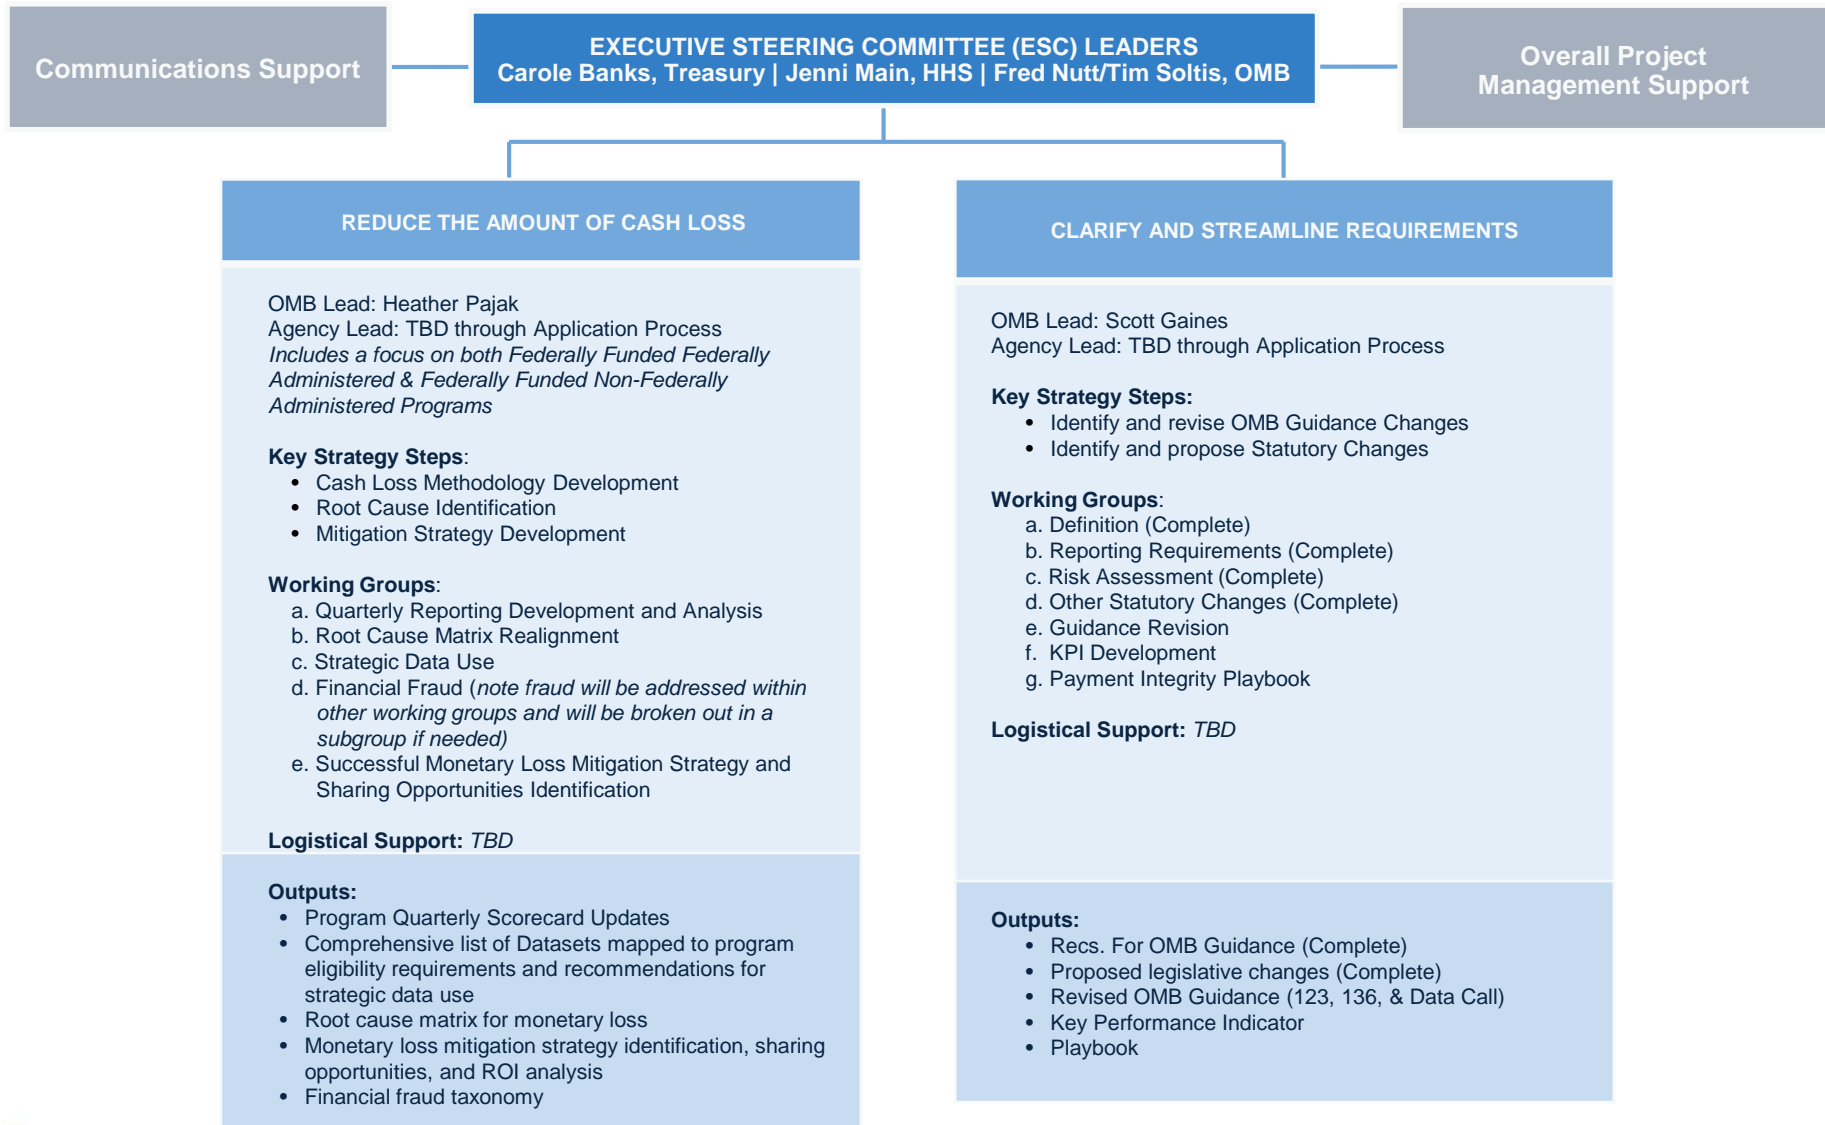 Communications Support
EXECUTIVE STEERING COMMITTEE (ESC) LEADERS
Carole Banks, Treasury | Jenni Main, HHS | Fred Nutt/Tim Soltis, OMB
Overall Project
Management Support
REDUCE THE AMOUNT OF CASH LOSS
OMB Lead: Heather Pajak
Agency Lead: TBD through Application Process
Includes a focus on both Federally Funded Federally
Administered & Federally Funded Non-Federally
Administered Programs
Key Strategy Steps:
• Cash Loss Methodology Development
• Root Cause Identification
• Mitigation Strategy Development
Working Groups:
a. Quarterly Reporting Development and Analysis
b. Root Cause Matrix Realignment
c. Strategic Data Use
d. Financial Fraud (note fraud will be addressed within
other working groups and will be broken out in a
subgroup if needed)
e. Successful Monetary Loss Mitigation Strategy and
Sharing Opportunities Identification
Logistical Support: TBD
Outputs:
• Program Quarterly Scorecard Updates
• Comprehensive list of Datasets mapped to program
eligibility requirements and recommendations for
strategic data use
• Root cause matrix for monetary loss
• Monetary loss mitigation strategy identification, sharing
opportunities, and ROI analysis
• Financial fraud taxonomy
CLARIFY AND STREAMLINE REQUIREMENTS
OMB Lead: Scott Gaines
Agency Lead: TBD through Application Process
Key Strategy Steps:
• Identify and revise OMB Guidance Changes
• Identify and propose Statutory Changes
Working Groups:
a. Definition (Complete)
b. Reporting Requirements (Complete)
c. Risk Assessment (Complete)
d. Other Statutory Changes (Complete)
e. Guidance Revision
f. KPI Development
g. Payment Integrity Playbook
Logistical Support: TBD
Outputs:
• Recs. For OMB Guidance (Complete)
• Proposed legislative changes (Complete)
• Revised OMB Guidance (123, 136, & Data Call)
• Key Performance Indicator
• Playbook